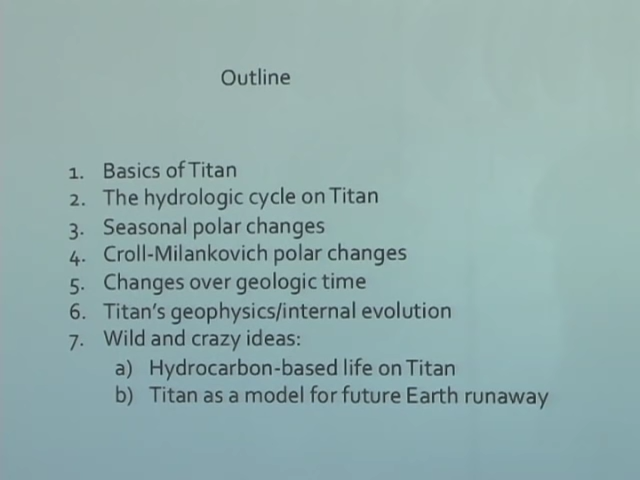 Outline
1. Basics of Titan
2. The hydrologic cycle on Titan
3. Seasonal polar changes
4. Croll-Milankovich polar changes
5. Changes over geologic time
6. Titan's geophysics/internal evolution
7. Wild and crazy ideas:
a) Hydrocarbon-based life on Titan
b) Titan as a model for future Earth runaway